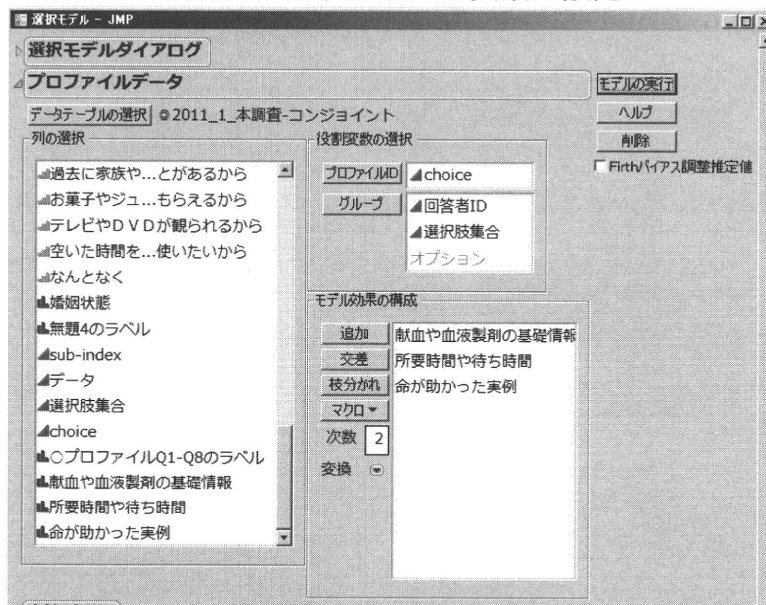 選択モデル - JMP
選択モデルダイアログ
プロファイルデータ
データテーブルの選択 2011_1_本調査-コンジョイント
列の選択
過去に家族や...とがあるから
お菓子やジュ...もらえるから
テレビやDVDが観られるから
空いた時間を...使いたいから
なんとなく
婚姻状態
無題4のラベル
sub-index
データ
選択肢集合
choice
○プロファイルQ1-Q8のラベル
献血や血液製剤の基礎情報
所要時間や待ち時間
命が助かった実例
役割変数の選択
プロファイルID choice
グループ 回答者ID
選択肢集合
オプション
モデル効果の構成
追加
交差
枝分かれ
マクロ
次数 2
変換
献血や血液製剤の基礎情報
所要時間や待ち時間
命が助かった実例
モデルの実行
ヘルプ
削除
Firthバイアス調整推定値